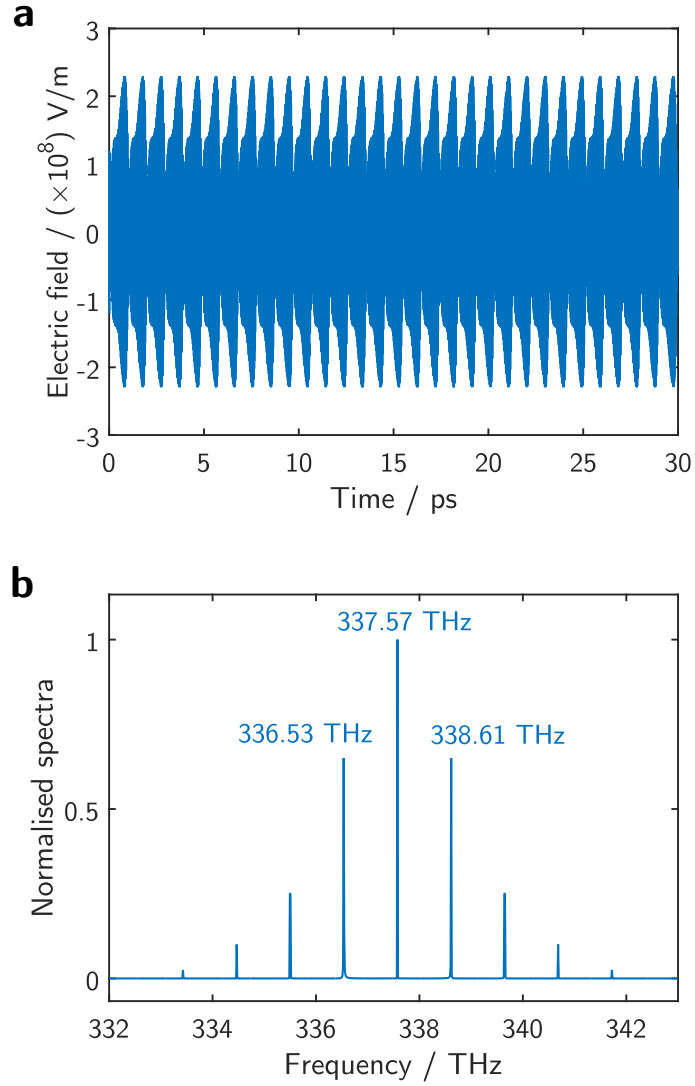 a
3
2
1
0
-1
-2
-3
Electric field / (×10⁸) V/m
0 5 10 15 20 25 30
Time / ps
b
337.57 THz
336.53 THz 338.61 THz
1
0.5
0
Normalised spectra
332 334 336 338 340 342
Frequency / THz